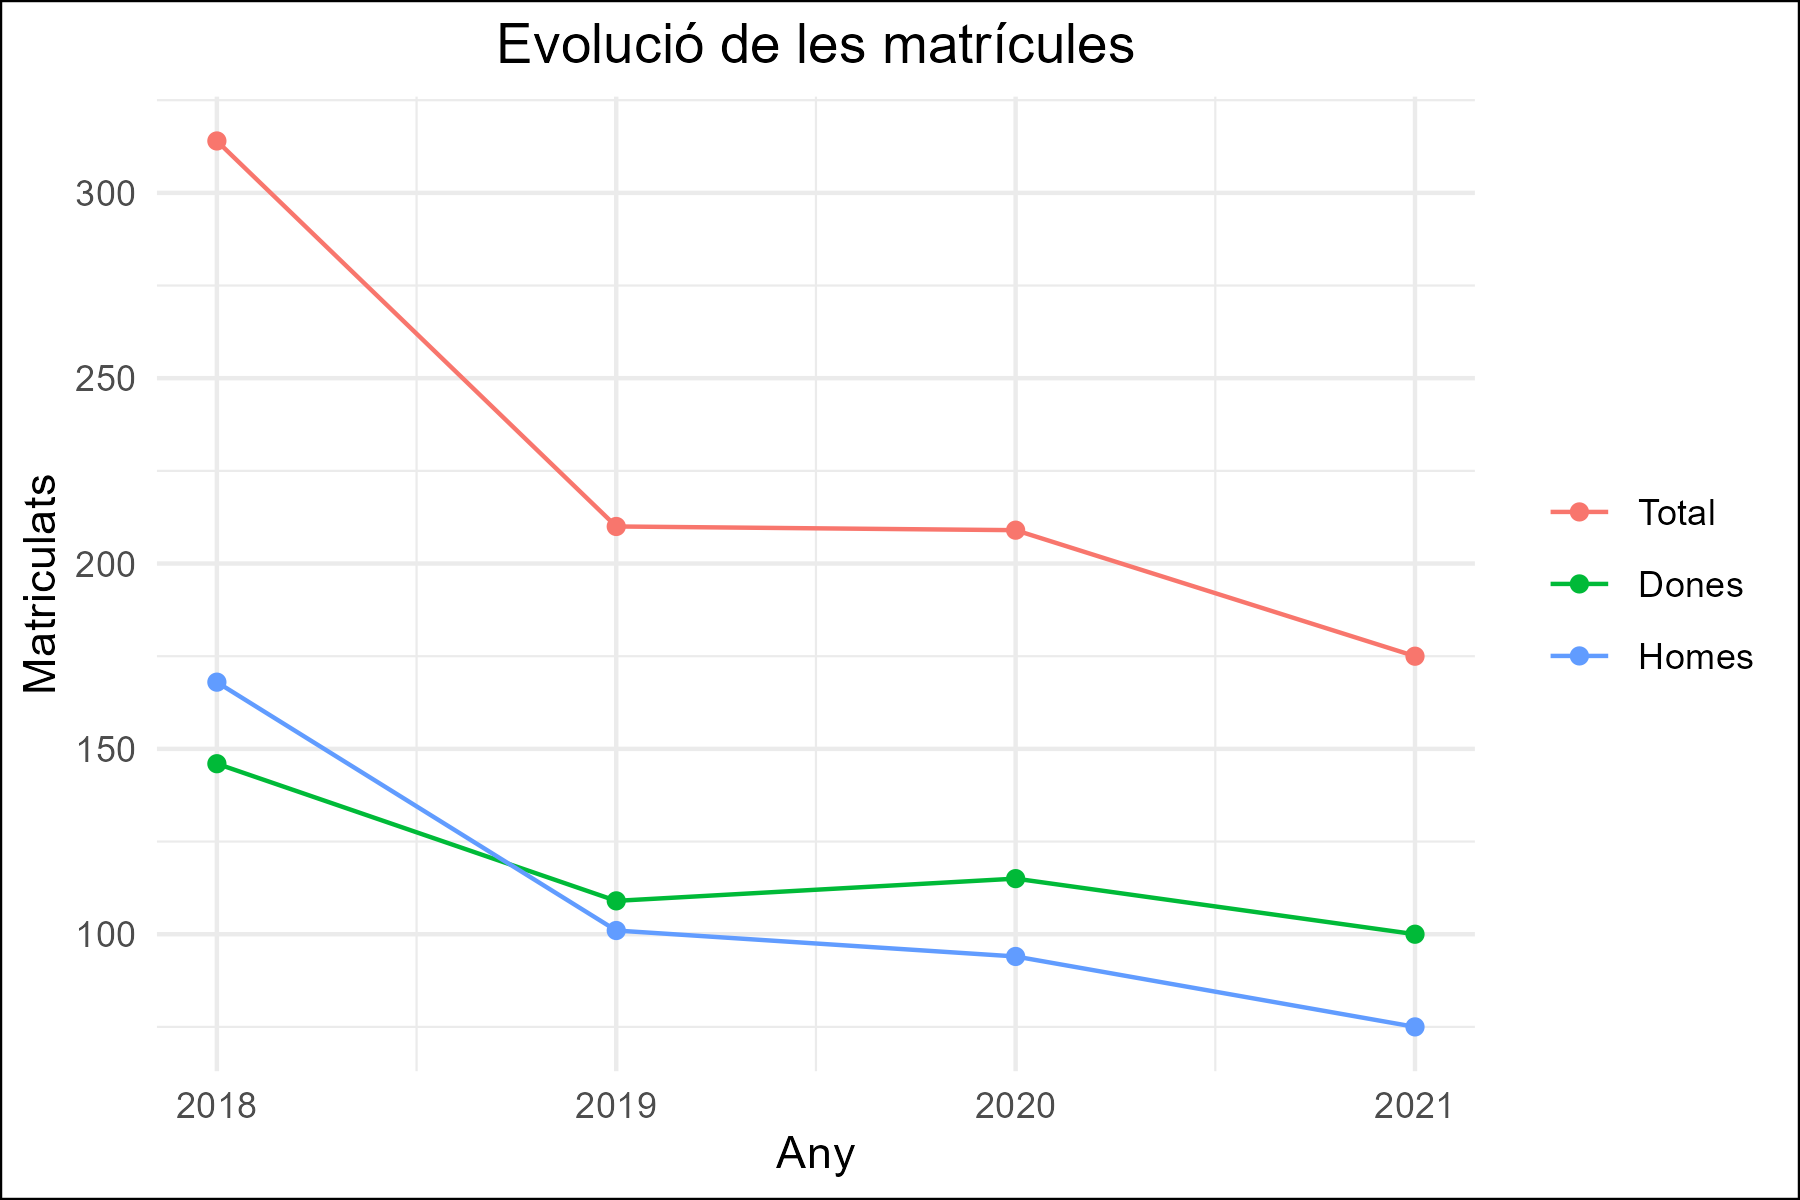 Evolució de les matrícules
Matriculats
300
250
200
150
100
2018 2019 2020 2021
Any
Total
Dones
Homes